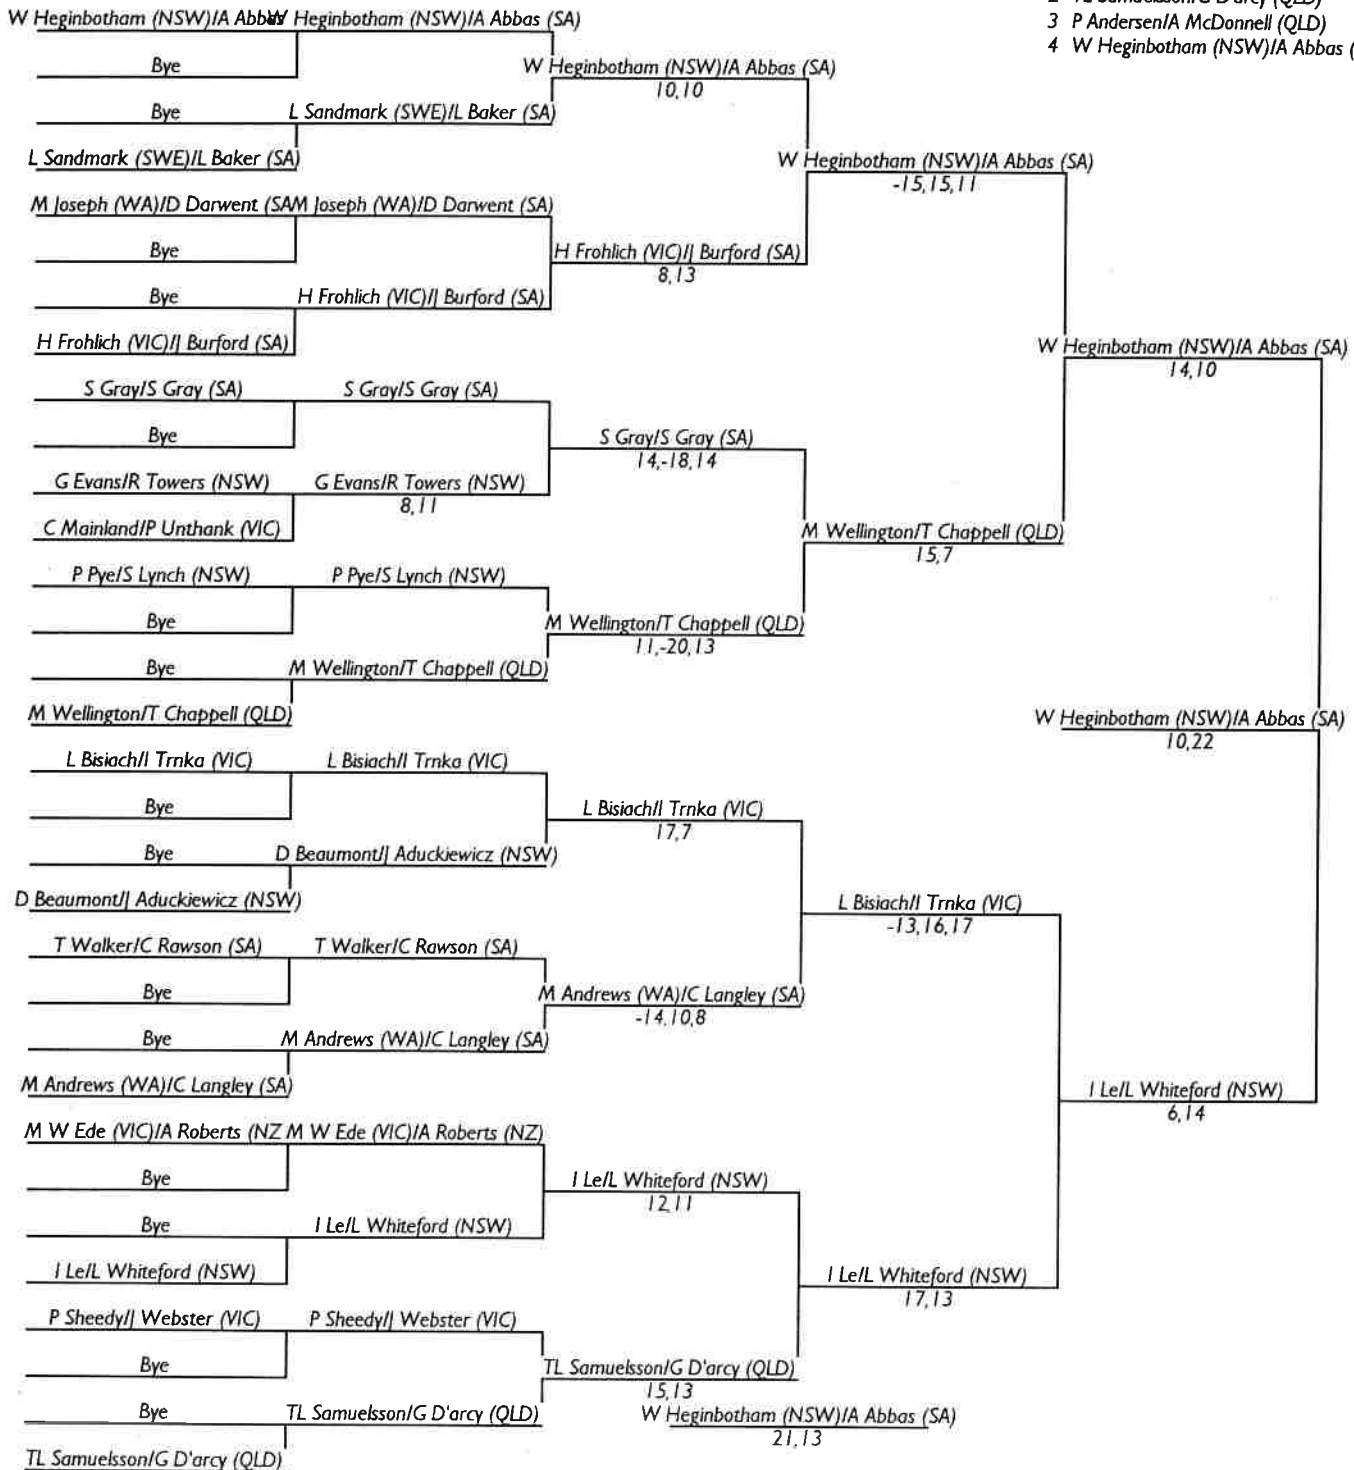 W Heginbotham (NSW)/A Abbas W Heginbotham (NSW)/A Abbas (SA)
3 P Andersen/A McDonnell (QLD)
4 W Heginbotham (NSW)/A Abbas (
Bye
W Heginbotham (NSW)/A Abbas (SA)
10,10
Bye L Sandmark (SWE)/L Baker (SA)
L Sandmark (SWE)/L Baker (SA)
W Heginbotham (NSW)/A Abbas (SA)
-15,15,11
M Joseph (WA)/D Darwent (SA M Joseph (WA)/D Darwent (SA)
Bye
H Frohlich (VIC)/J Burford (SA)
8,13
Bye H Frohlich (VIC)/J Burford (SA)
H Frohlich (VIC)/J Burford (SA)
W Heginbotham (NSW)/A Abbas (SA)
14,10
S Gray/S Gray (SA) S Gray/S Gray (SA)
Bye
S Gray/S Gray (SA)
14,-18,14
G Evans/R Towers (NSW) G Evans/R Towers (NSW)
8,11
C Mainland/P Unthank (VIC)
M Wellington/T Chappell (QLD)
15,7
P Pye/S Lynch (NSW) P Pye/S Lynch (NSW)
Bye
M Wellington/T Chappell (QLD)
11,-20,13
Bye M Wellington/T Chappell (QLD)
M Wellington/T Chappell (QLD)
W Heginbotham (NSW)/A Abbas (SA)
10,22
L Bisiach/I Trnka (VIC) L Bisiach/I Trnka (VIC)
Bye
L Bisiach/I Trnka (VIC)
17,7
Bye D Beaumont/J Aduckiewicz (NSW)
D Beaumont/J Aduckiewicz (NSW)
L Bisiach/I Trnka (VIC)
-13,16,17
T Walker/C Rawson (SA) T Walker/C Rawson (SA)
Bye
M Andrews (WA)/C Langley (SA)
-14,10,8
Bye M Andrews (WA)/C Langley (SA)
M Andrews (WA)/C Langley (SA)
I Le/L Whiteford (NSW)
6,14
M W Ede (VIC)/A Roberts (NZ M W Ede (VIC)/A Roberts (NZ)
Bye
I Le/L Whiteford (NSW)
12,11
Bye I Le/L Whiteford (NSW)
I Le/L Whiteford (NSW)
I Le/L Whiteford (NSW)
17,13
P Sheedy/J Webster (VIC) P Sheedy/J Webster (VIC)
Bye
TL Samuelsson/G D'arcy (QLD)
15,13
Bye TL Samuelsson/G D'arcy (QLD)
W Heginbotham (NSW)/A Abbas (SA)
21,13
TL Samuelsson/G D'arcy (QLD)